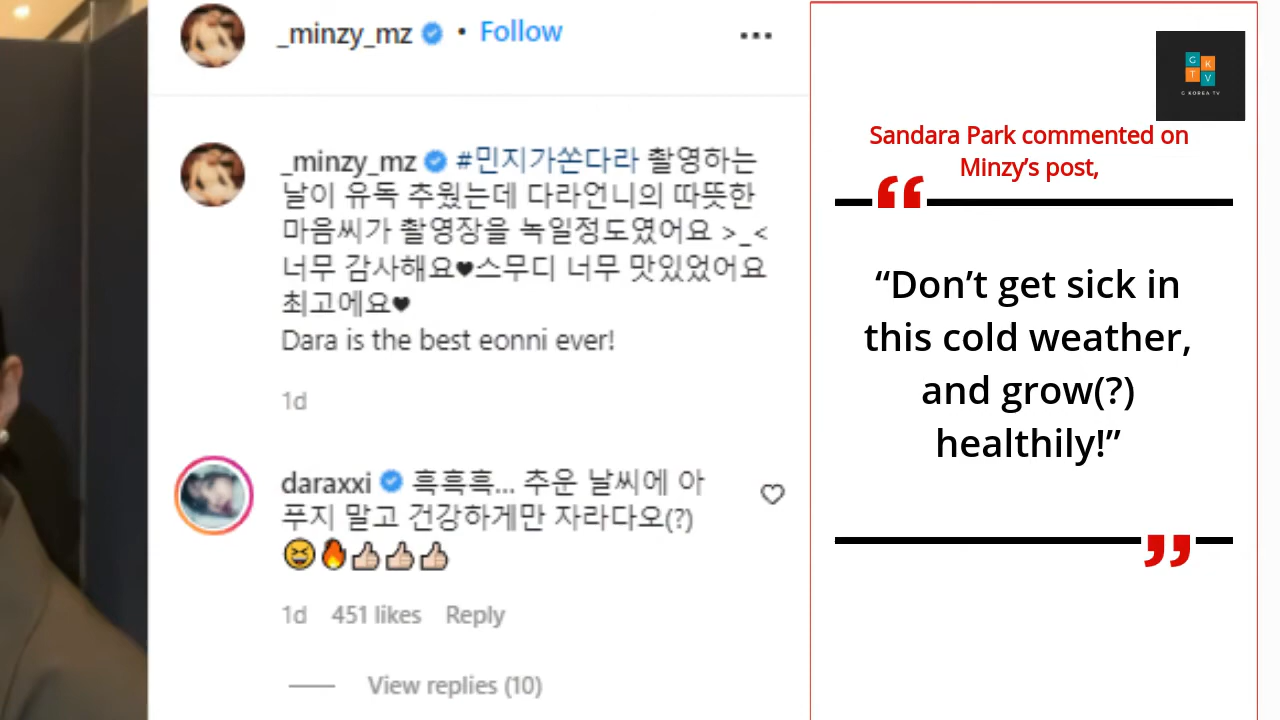 _minzy_mz • Follow
_minzy_mz #민지가쏜다라 촬영하는
날이 유독 추웠는데 다라언니의 따뜻한
마음씨가 촬영장을 녹일정도였어요 >_<
너무 감사해요♥스무디 너무 맛있었어요
최고에요♥
Dara is the best eonni ever!
1d
daraxxi 흑흑흑... 추운 날씨에 아
푸지 말고 건강하게만 자라다오(?)
😆🔥👍🏻👍🏻👍🏻
1d 451 likes Reply
View replies (10)
G K
T V
G KOREA TV
Sandara Park commented on
Minzy’s post,
“Don’t get sick in
this cold weather,
and grow(?)
healthily!”